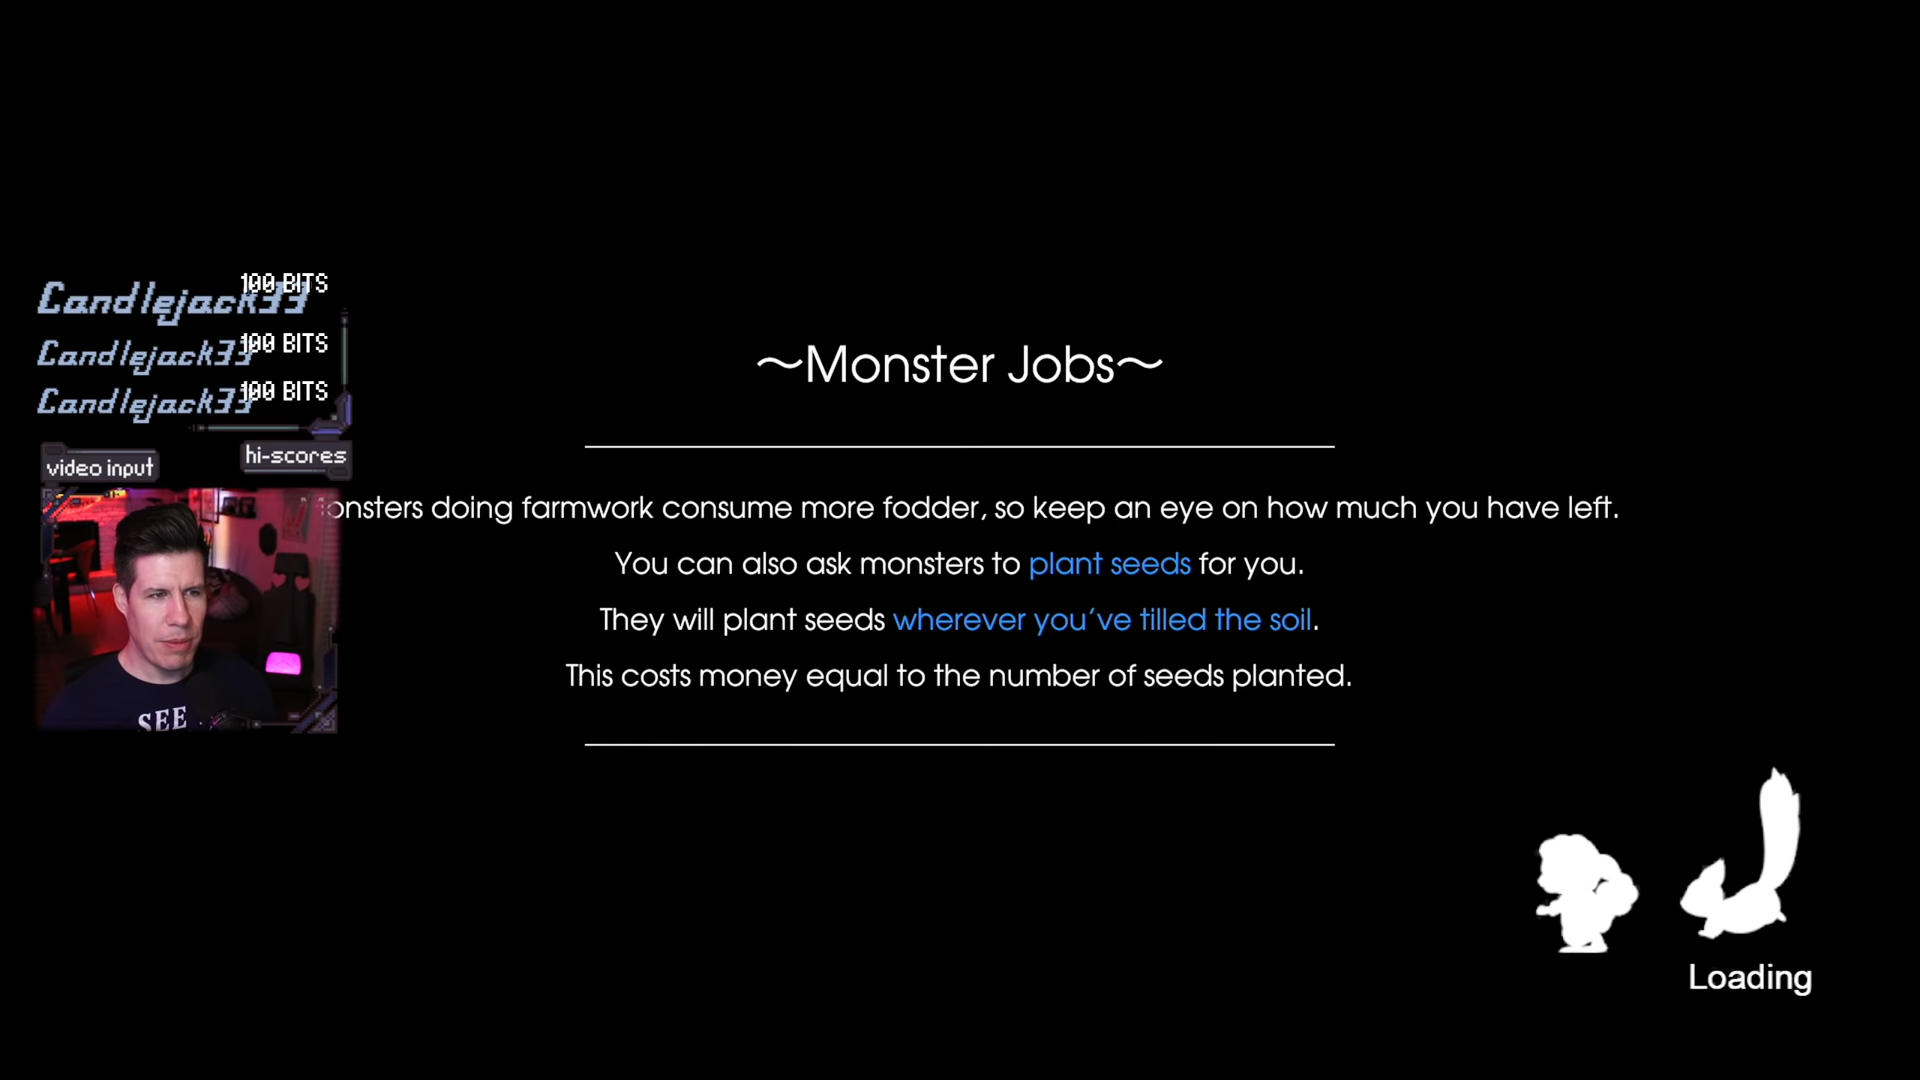 100 BITS
Candlejack33
100 BITS
Candlejack33
100 BITS
Candlejack33
video input
hi-scores
~Monster Jobs~
Monsters doing farmwork consume more fodder, so keep an eye on how much you have left.
You can also ask monsters to plant seeds for you.
They will plant seeds wherever you've tilled the soil.
This costs money equal to the number of seeds planted.
SEE
Loading